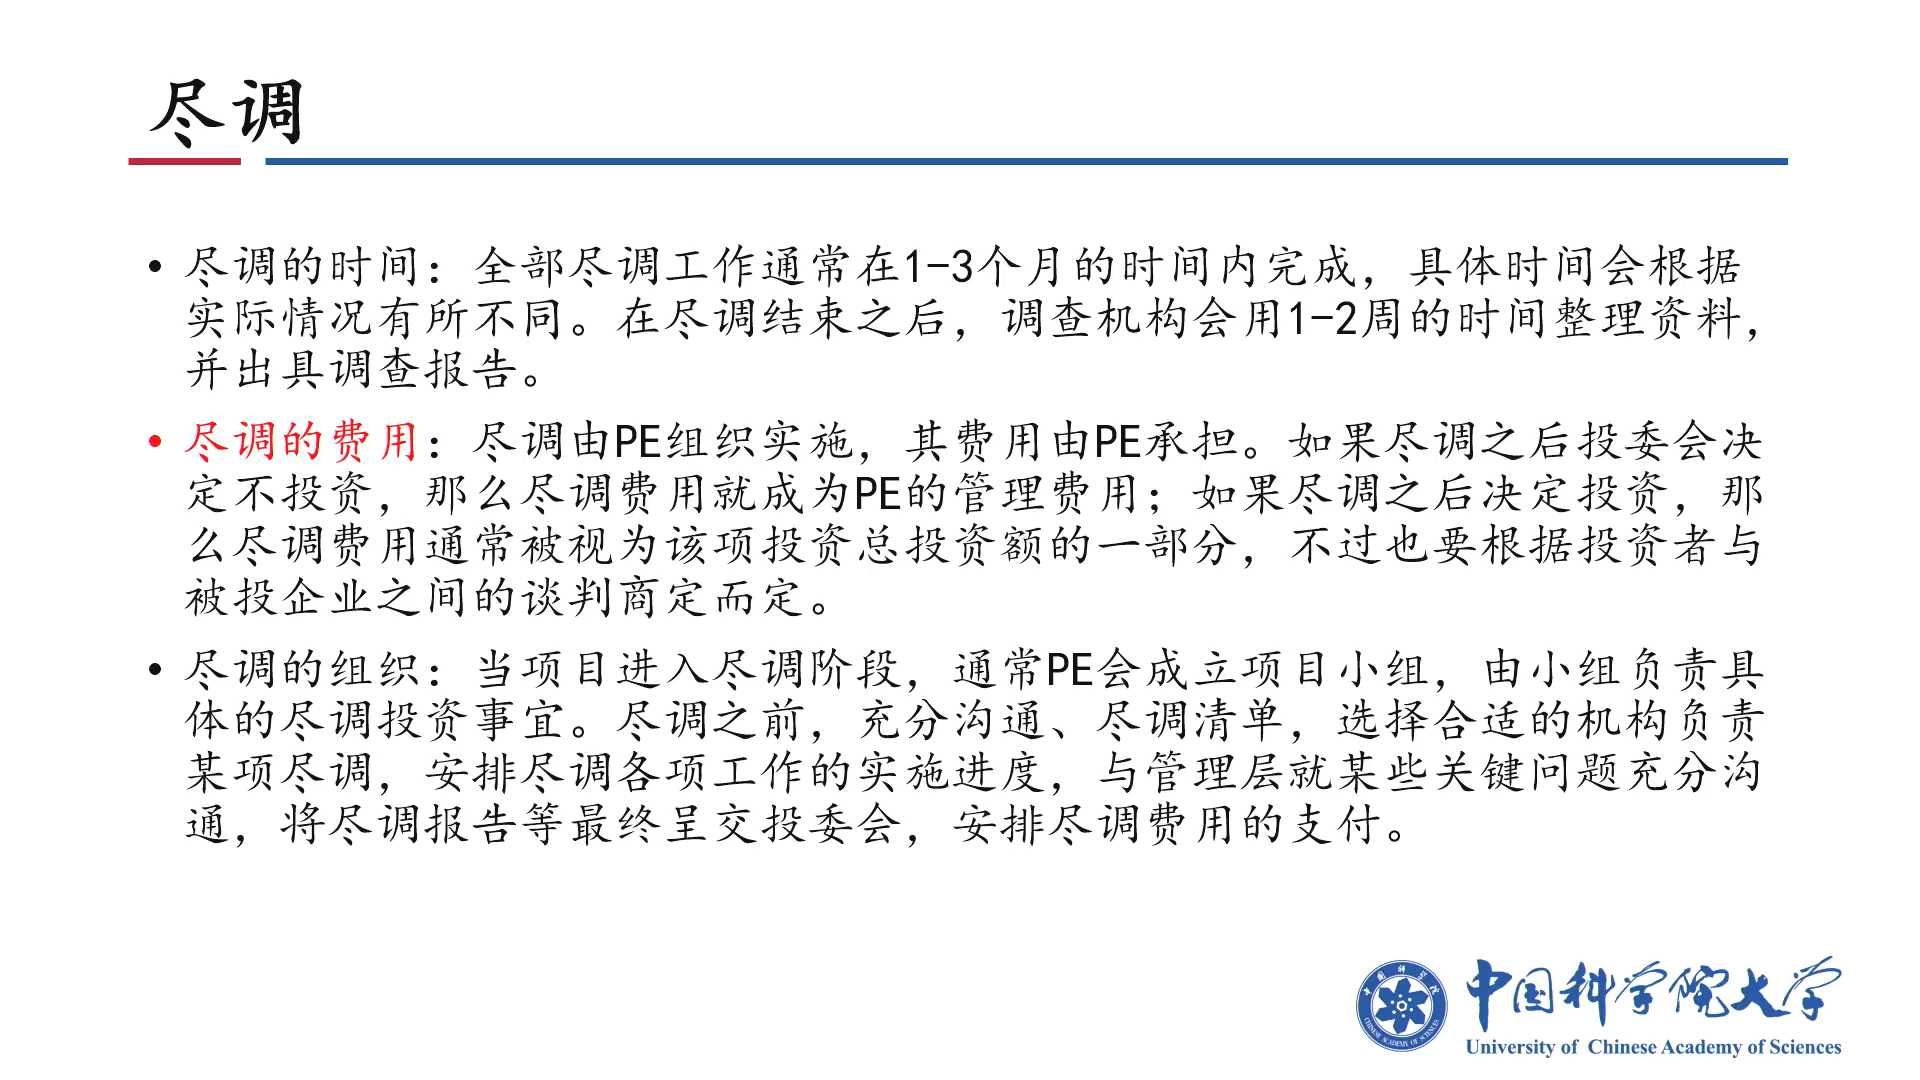 尽调
• 尽调的时间：全部尽调工作通常在1-3个月的时间内完成，具体时间会根据
实际情况有所不同。在尽调结束之后，调查机构会用1-2周的时间整理资料，
并出具调查报告。
• 尽调的费用：尽调由PE组织实施，其费用由PE承担。如果尽调之后投委会决
定不投资，那么尽调费用就成为PE的管理费用；如果尽调之后决定投资，那
么尽调费用通常被视为该项投资总投资额的一部分，不过也要根据投资者与
被投企业之间的谈判商定而定。
• 尽调的组织：当项目进入尽调阶段，通常PE会成立项目小组，由小组负责具
体的尽调投资事宜。尽调之前，充分沟通、尽调清单，选择合适的机构负责
某项尽调，安排尽调各项工作的实施进度，与管理层就某些关键问题充分沟
通，将尽调报告等最终呈交投委会，安排尽调费用的支付。
中国科学院
CHINESE ACADEMY OF SCIENCES
中国科学院大学
University of Chinese Academy of Sciences